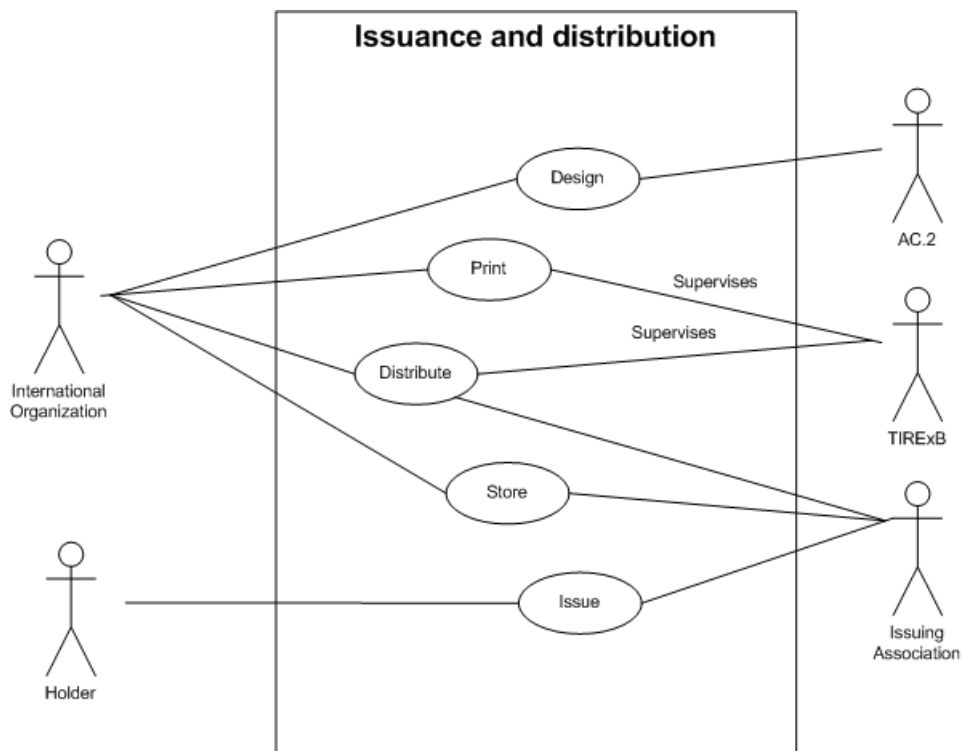 Issuance and distribution
Design
AC.2
Print
Supervises
Supervises
International
Organization
Distribute
TIRExB
Store
Issue
Holder
Issuing
Association